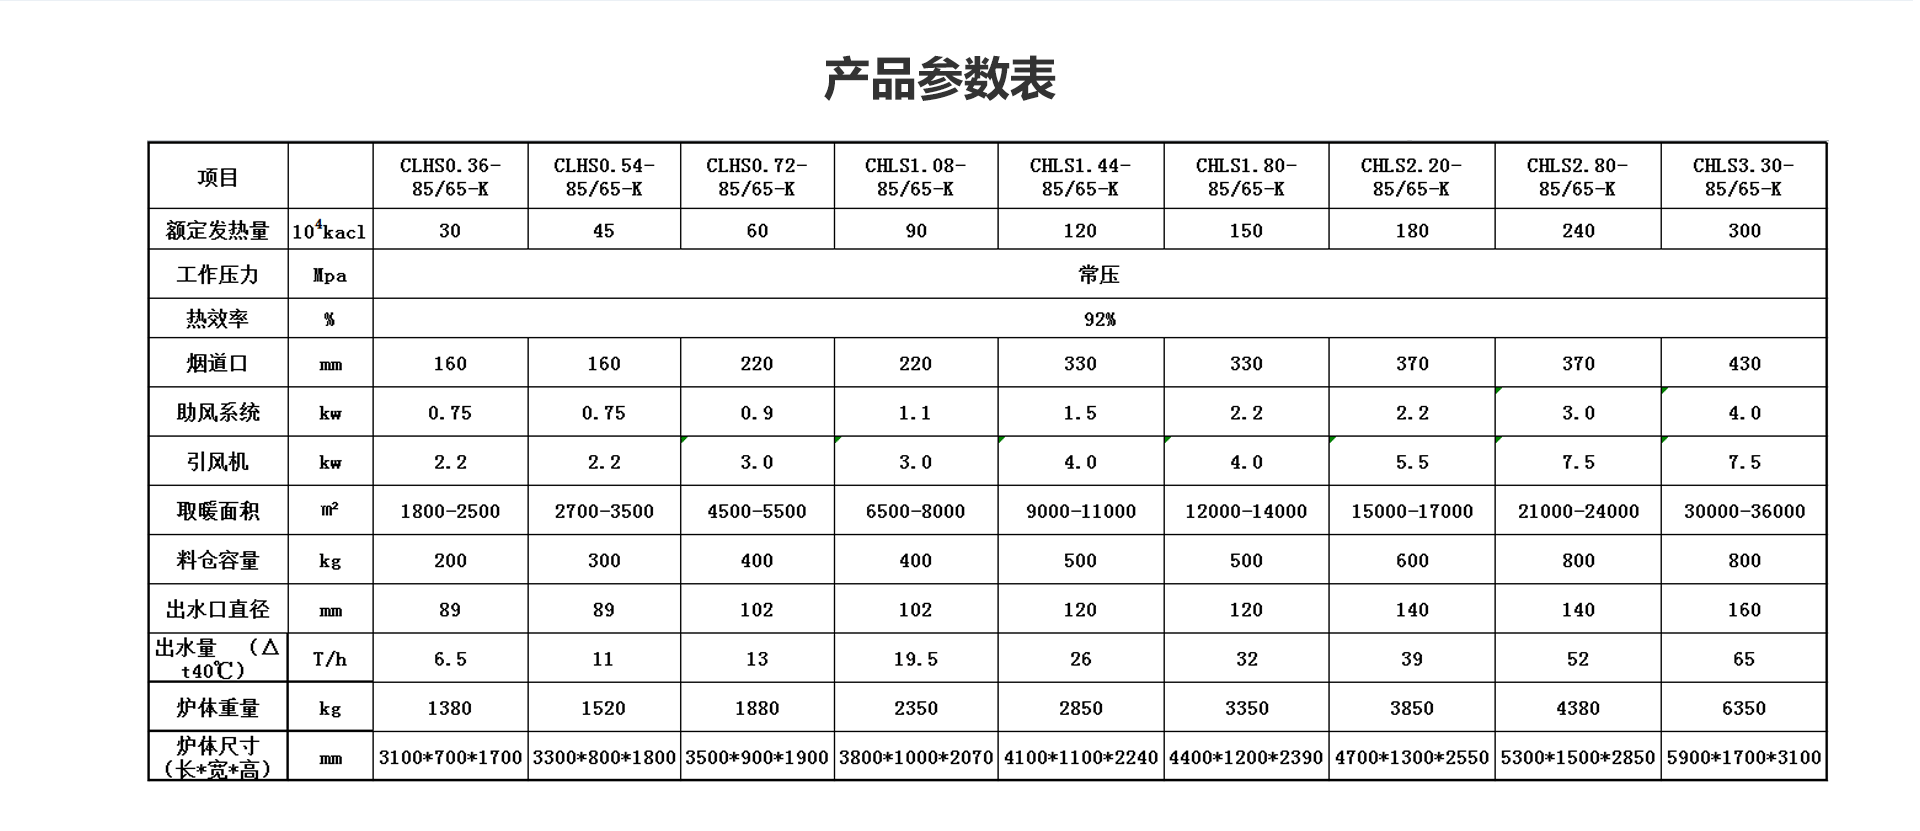 产品参数表
项目 CLHS0.36-85/65-K CLHS0.54-85/65-K CLHS0.72-85/65-K CHLS1.08-85/65-K CHLS1.44-85/65-K CHLS1.80-85/65-K CHLS2.20-85/65-K CHLS2.80-85/65-K CHLS3.30-85/65-K
额定发热量 10⁴kacl 30 45 60 90 120 150 180 240 300
工作压力 Mpa 常压
热效率 % 92%
烟道口 mm 160 160 220 220 330 330 370 370 430
助风系统 kw 0.75 0.75 0.9 1.1 1.5 2.2 2.2 3.0 4.0
引风机 kw 2.2 2.2 3.0 3.0 4.0 4.0 5.5 7.5 7.5
取暖面积 m² 1800-2500 2700-3500 4500-5500 6500-8000 9000-11000 12000-14000 15000-17000 21000-24000 30000-36000
料仓容量 kg 200 300 400 400 500 500 600 800 800
出水口直径 mm 89 89 102 102 120 120 140 140 160
出水量 （△t40℃） T/h 6.5 11 13 19.5 26 32 39 52 65
炉体重量 kg 1380 1520 1880 2350 2850 3350 3850 4380 6350
炉体尺寸（长*宽*高） mm 3100*700*1700 3300*800*1800 3500*900*1900 3800*1000*2070 4100*1100*2240 4400*1200*2390 4700*1300*2550 5300*1500*2850 5900*1700*3100